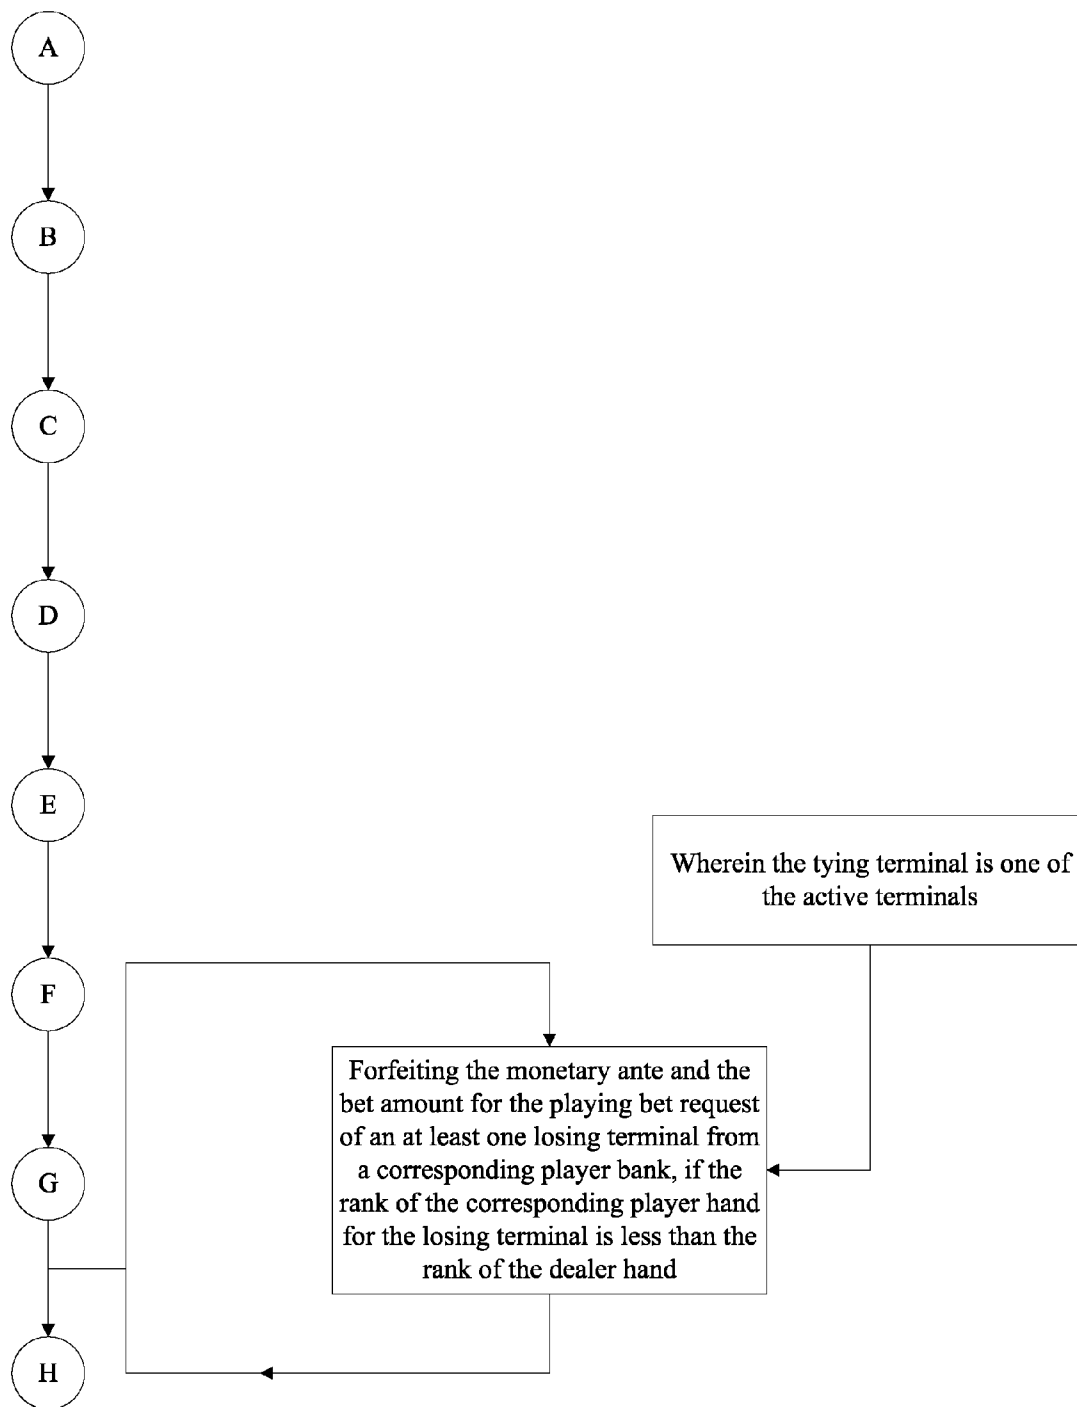 A
B
C
D
E
Wherein the tying terminal is one of
the active terminals
F
Forfeiting the monetary ante and the
bet amount for the playing bet request
of an at least one losing terminal from
a corresponding player bank, if the
rank of the corresponding player hand
for the losing terminal is less than the
rank of the dealer hand
G
H